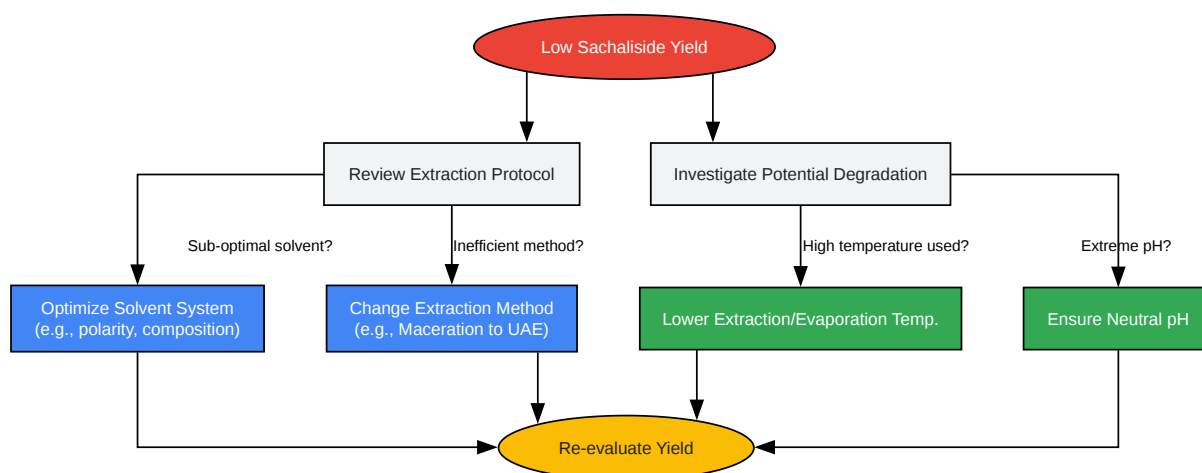 Low Sachaliside Yield
Review Extraction Protocol
Investigate Potential Degradation
Sub-optimal solvent?
Inefficient method?
High temperature used?
Extreme pH?
Optimize Solvent System
(e.g., polarity, composition)
Change Extraction Method
(e.g., Maceration to UAE)
Lower Extraction/Evaporation Temp.
Ensure Neutral pH
Re-evaluate Yield